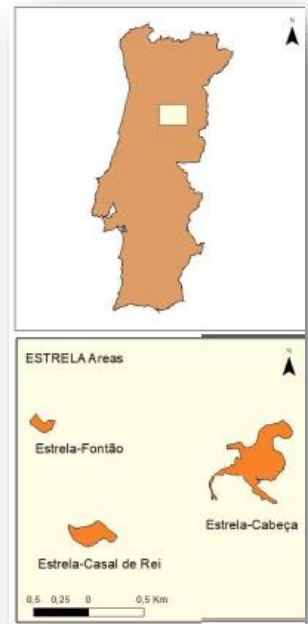 N
ESTRELA Areas
N
Estrela-Fontão
Estrela-Cabeça
Estrela-Casal de Rei
0,5 0,25 0 0,5 Km